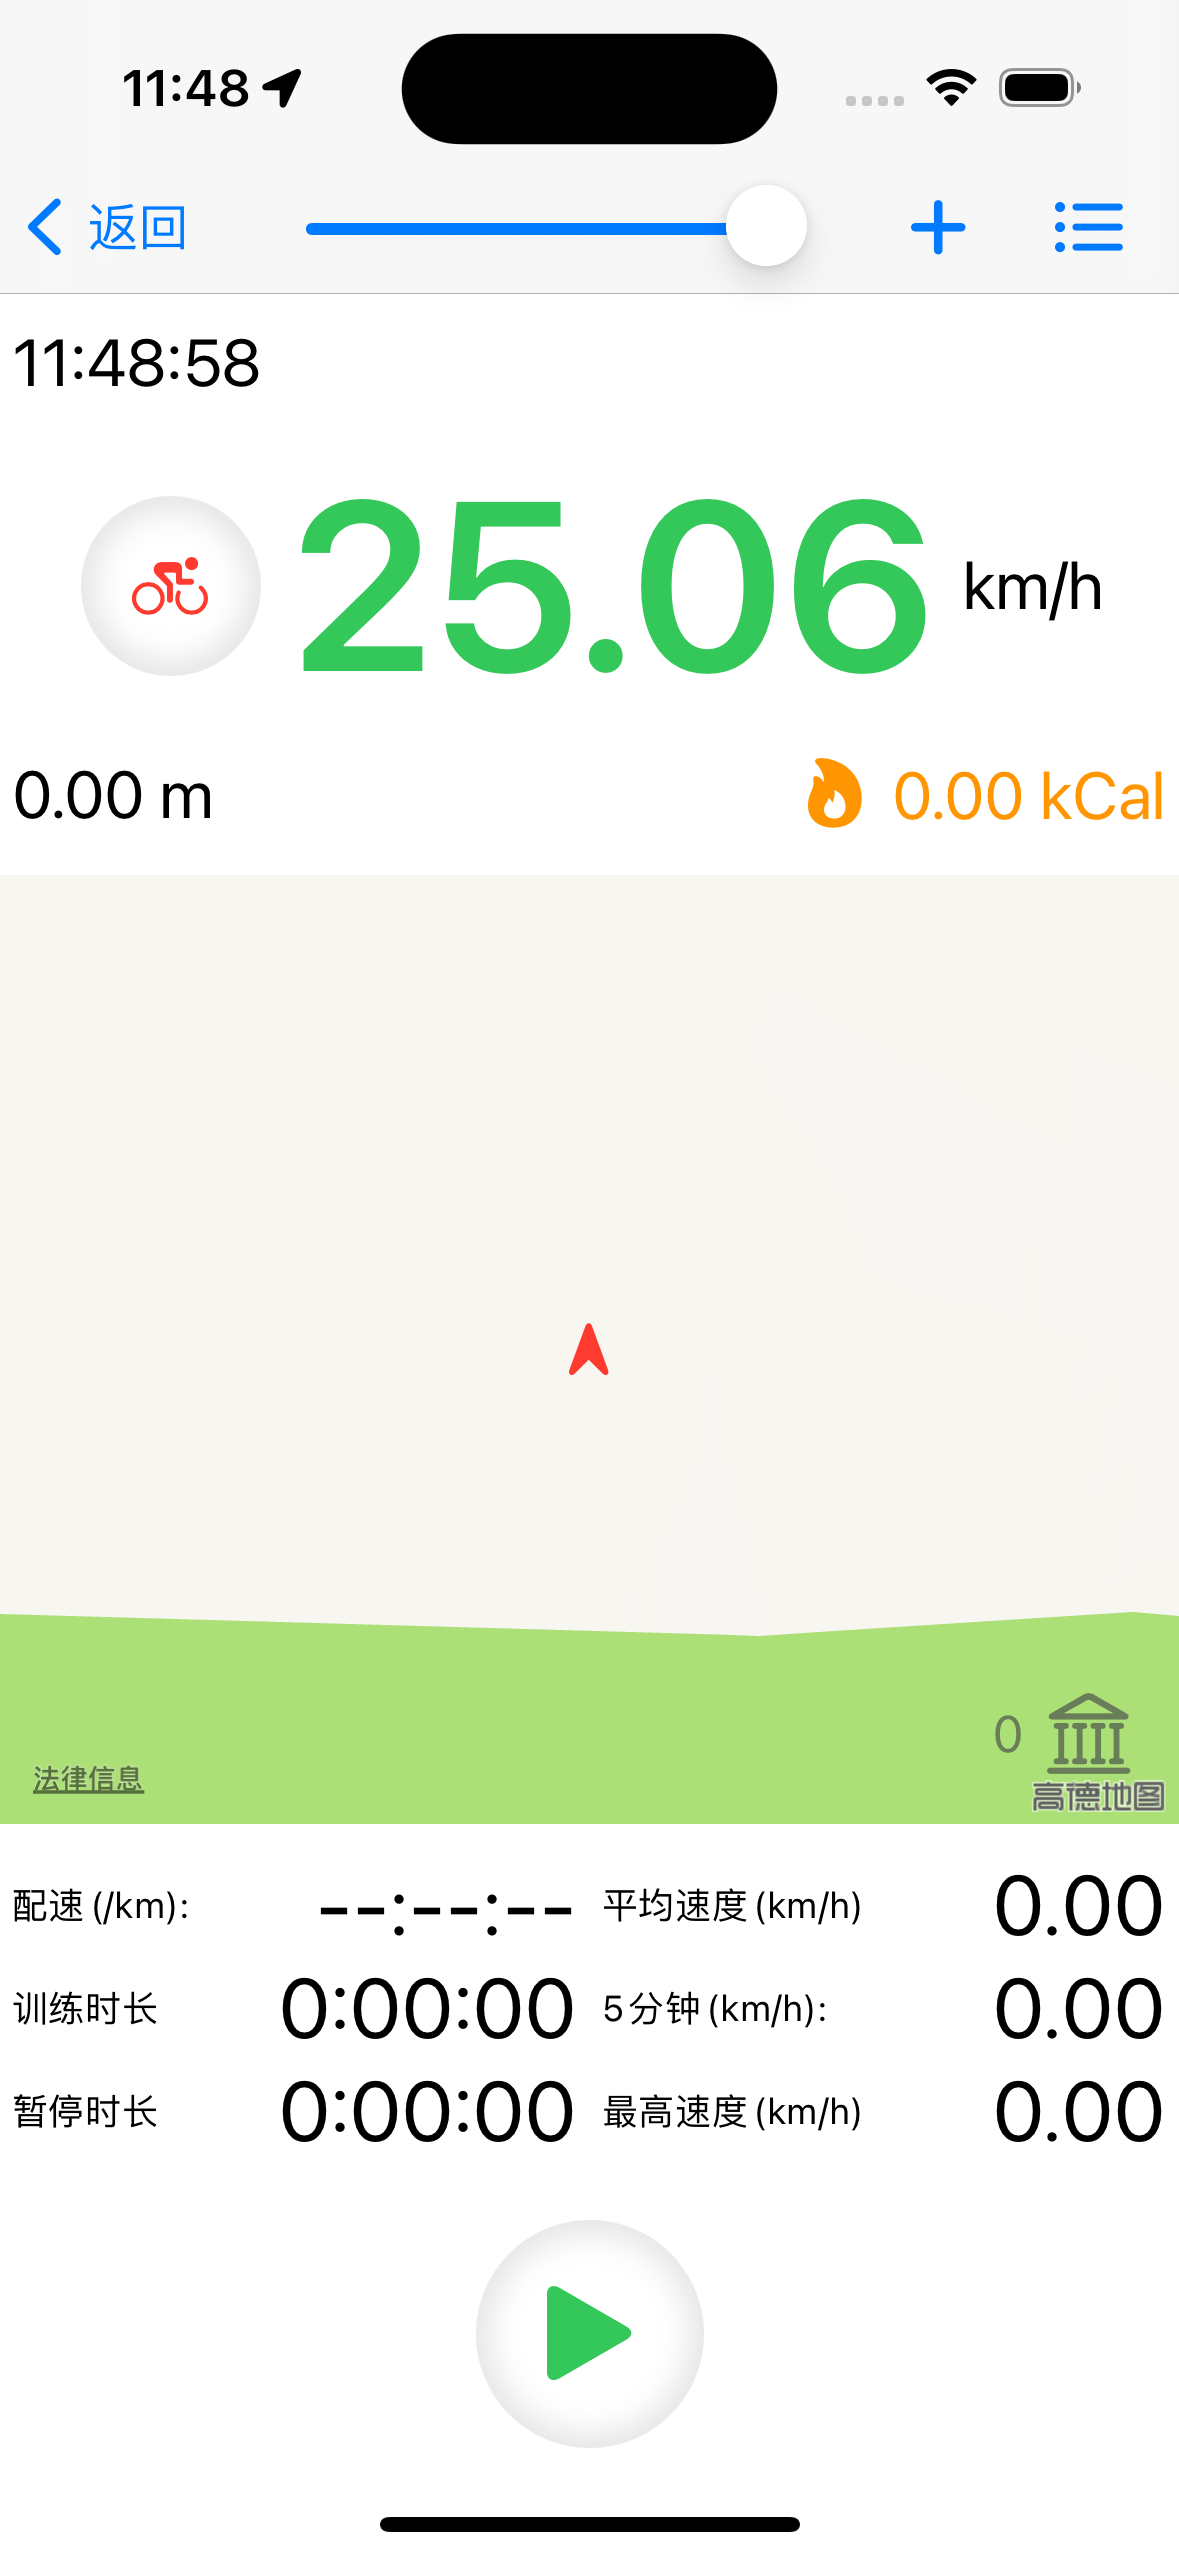 11:48
返回
11:48:58
25.06 km/h
0.00 m
0.00 kCal
0
法律信息
高德地图
配速 (/km): --:--:-- 平均速度 (km/h) 0.00
训练时长 0:00:00 5 分钟 (km/h): 0.00
暂停时长 0:00:00 最高速度 (km/h) 0.00